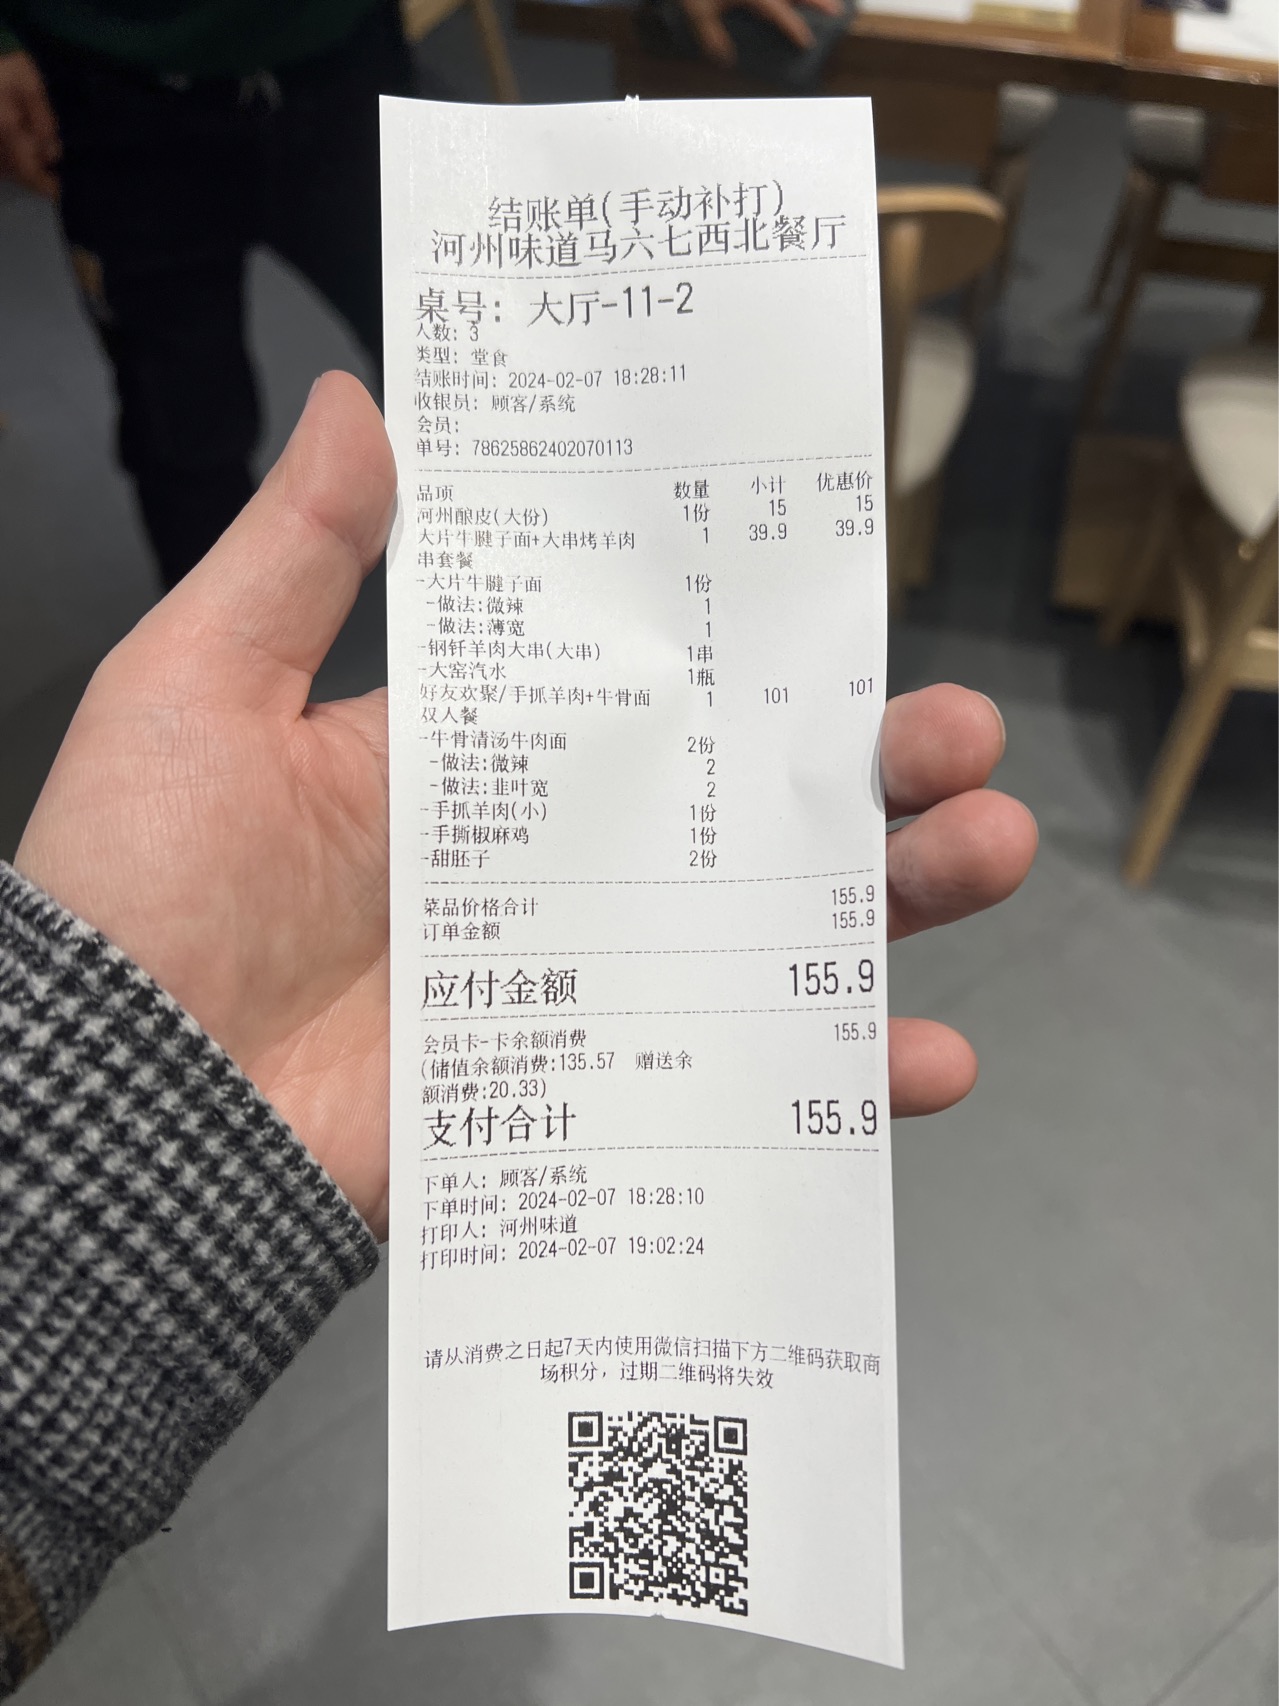 结账单(手动补打)
河州味道马六七西北餐厅
桌号: 大厅-11-2
人数: 3
类型: 堂食
结账时间: 2024-02-07 18:28:11
收银员: 顾客/系统
会员:
单号: 78625862402070113
品项 数量 小计 优惠价
河州酿皮(大份) 1份 15 15
大片牛腱子面+大串烤羊肉 1 39.9 39.9
串套餐
-大片牛腱子面 1份
-做法:微辣 1
-做法:薄宽 1
-钢钎羊肉大串(大串) 1串
-大窑汽水 1瓶
好友欢聚/手抓羊肉+牛骨面 1 101 101
双人餐
-牛骨清汤牛肉面 2份
-做法:微辣 2
-做法:韭叶宽 2
-手抓羊肉(小) 1份
-手撕椒麻鸡 1份
-甜胚子 2份
菜品价格合计 155.9
订单金额 155.9
应付金额 155.9
会员卡-卡余额消费 155.9
(储值余额消费:135.57 赠送余
额消费:20.33)
支付合计 155.9
下单人: 顾客/系统
下单时间: 2024-02-07 18:28:10
打印人: 河州味道
打印时间: 2024-02-07 19:02:24
请从消费之日起7天内使用微信扫描下方二维码获取商
场积分，过期二维码将失效